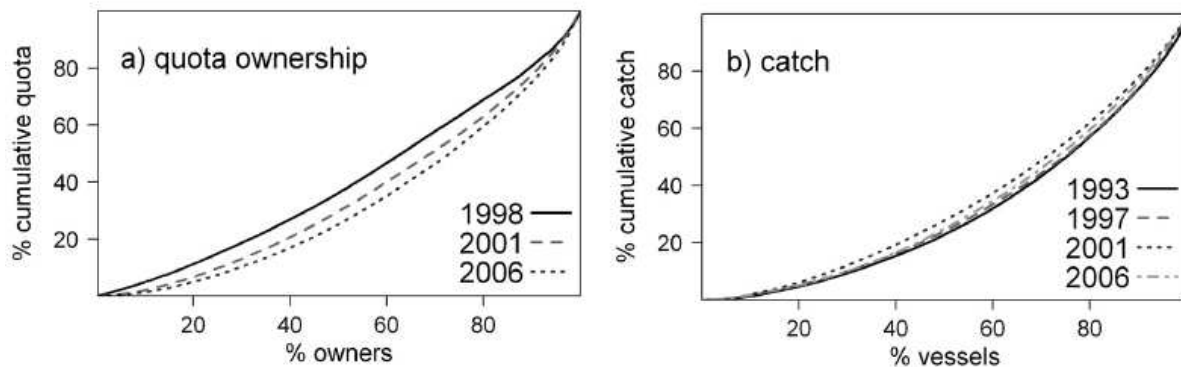 a) quota ownership
% cumulative quota
80
60
40
20
1998
2001
2006
20 40 60 80
% owners
b) catch
% cumulative catch
80
60
40
20
1993
1997
2001
2006
20 40 60 80
% vessels